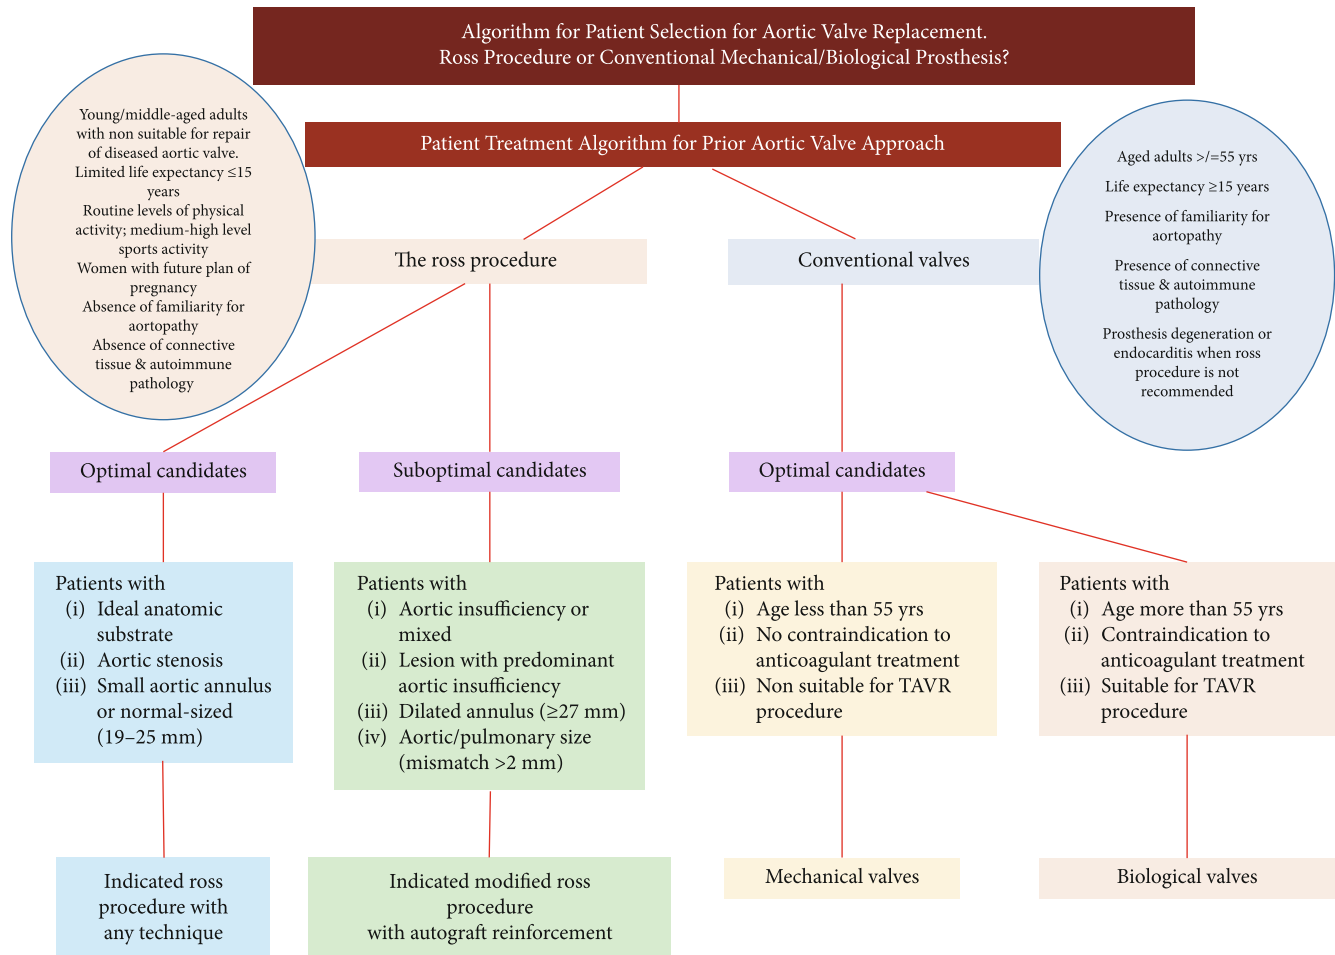 Algorithm for Patient Selection for Aortic Valve Replacement.
Ross Procedure or Conventional Mechanical/Biological Prosthesis?
Patient Treatment Algorithm for Prior Aortic Valve Approach
Young/middle-aged adults
with non suitable for repair
of diseased aortic valve.
Limited life expectancy ≤15
years
Routine levels of physical
activity; medium-high level
sports activity
Women with future plan of
pregnancy
Absence of familiarity for
aortopathy
Absence of connective
tissue & autoimmune
pathology
Aged adults >/=55 yrs
Life expectancy ≥15 years
Presence of familiarity for
aortopathy
Presence of connective
tissue & autoimmune
pathology
Prosthesis degeneration or
endocarditis when ross
procedure is not
recommended
The ross procedure
Conventional valves
Optimal candidates
Suboptimal candidates
Optimal candidates
Patients with
(i) Ideal anatomic
substrate
(ii) Aortic stenosis
(iii) Small aortic annulus
or normal-sized
(19–25 mm)
Patients with
(i) Aortic insufficiency or
mixed
(ii) Lesion with predominant
aortic insufficiency
(iii) Dilated annulus (≥27 mm)
(iv) Aortic/pulmonary size
(mismatch >2 mm)
Patients with
(i) Age less than 55 yrs
(ii) No contraindication to
anticoagulant treatment
(iii) Non suitable for TAVR
procedure
Patients with
(i) Age more than 55 yrs
(ii) Contraindication to
anticoagulant treatment
(iii) Suitable for TAVR
procedure
Indicated ross
procedure with
any technique
Indicated modified ross
procedure
with autograft reinforcement
Mechanical valves
Biological valves